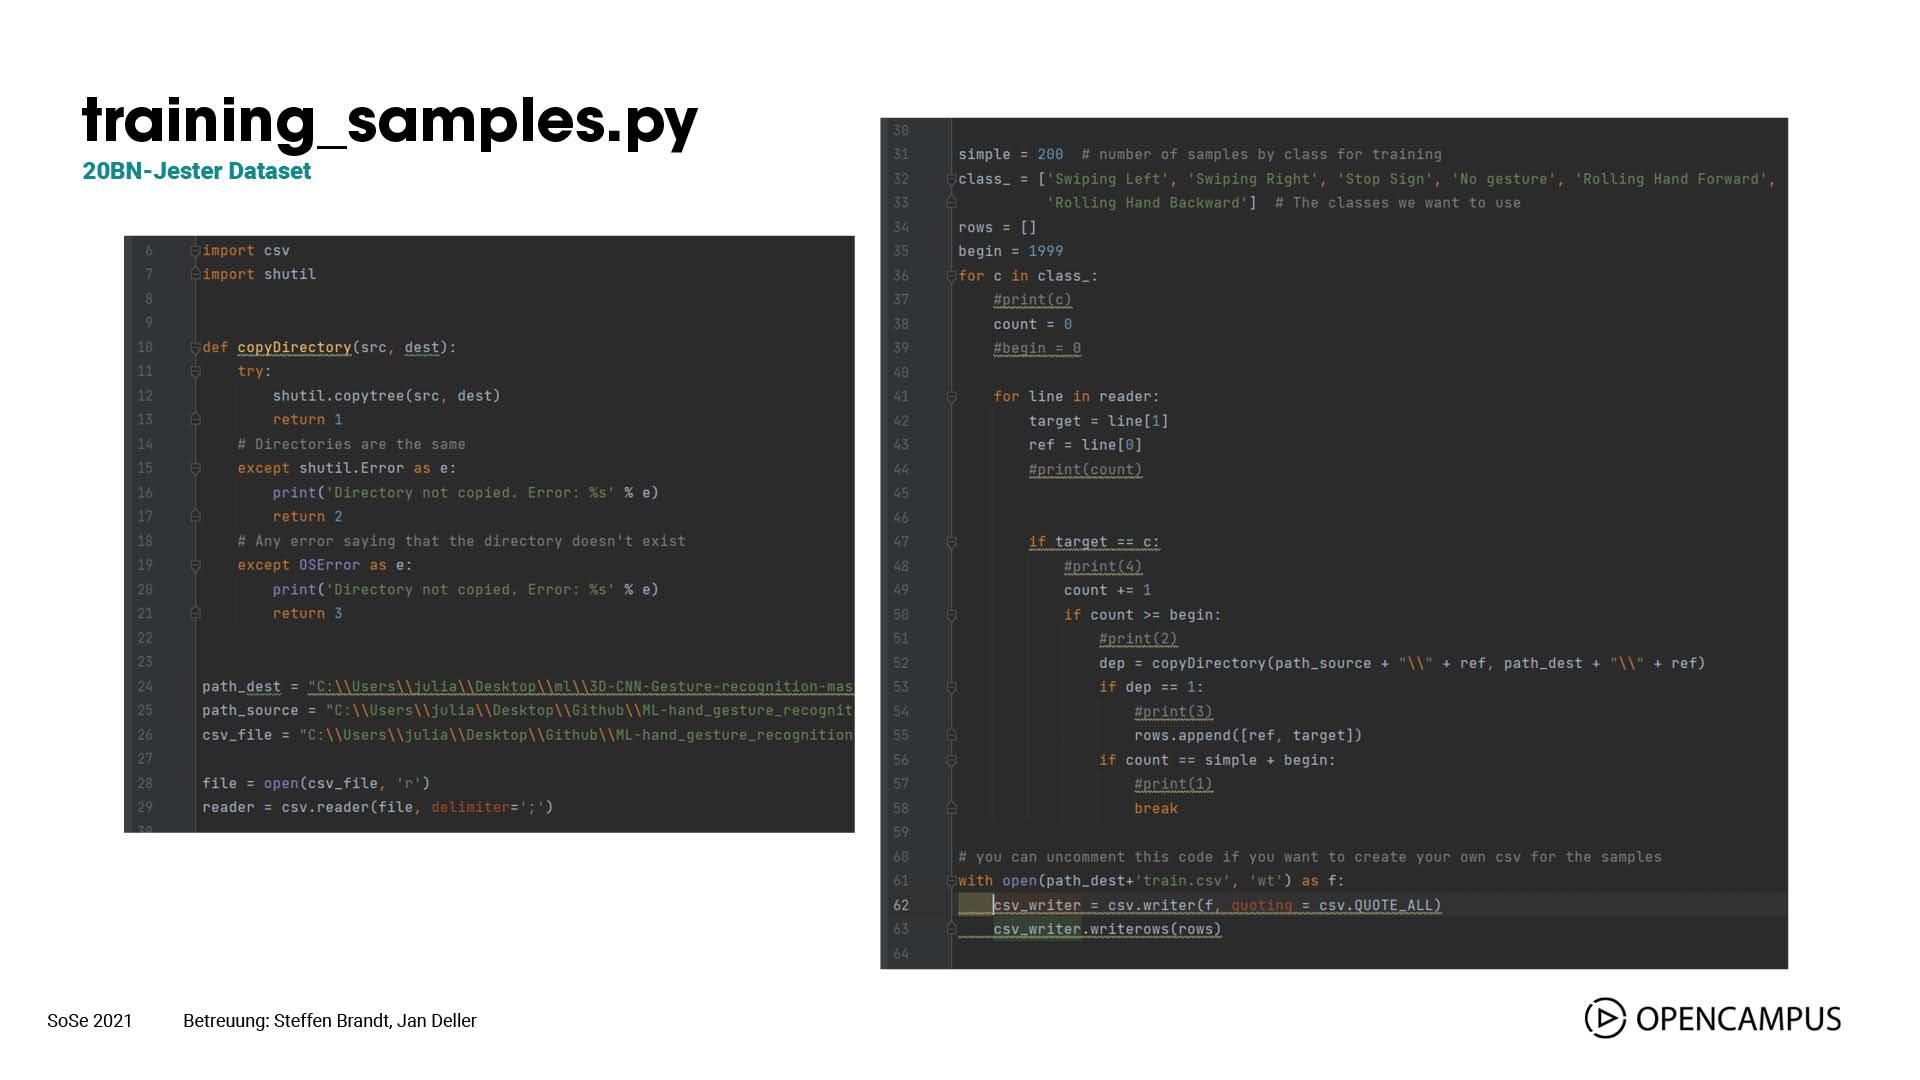 training_samples.py
20BN-Jester Dataset
6 import csv
7 import shutil
8
9
10 def copyDirectory(src, dest):
11 try:
12 shutil.copytree(src, dest)
13 return 1
14 # Directories are the same
15 except shutil.Error as e:
16 print('Directory not copied. Error: %s' % e)
17 return 2
18 # Any error saying that the directory doesn't exist
19 except OSError as e:
20 print('Directory not copied. Error: %s' % e)
21 return 3
22
23
24 path_dest = "C:\\Users\\julia\\Desktop\\ml\\3D-CNN-Gesture-recognition-mas
25 path_source = "C:\\Users\\julia\\Desktop\\Github\\ML-hand_gesture_recognit
26 csv_file = "C:\\Users\\julia\\Desktop\\Github\\ML-hand_gesture_recognition
27
28 file = open(csv_file, 'r')
29 reader = csv.reader(file, delimiter=';')
30
30
31 simple = 200 # number of samples by class for training
32 class_ = ['Swiping Left', 'Swiping Right', 'Stop Sign', 'No gesture', 'Rolling Hand Forward',
33 'Rolling Hand Backward'] # The classes we want to use
34 rows = []
35 begin = 1999
36 for c in class_:
37 #print(c)
38 count = 0
39 #begin = 0
40
41 for line in reader:
42 target = line[1]
43 ref = line[0]
44 #print(count)
45
46
47 if target == c:
48 #print(4)
49 count += 1
50 if count >= begin:
51 #print(2)
52 dep = copyDirectory(path_source + "\\" + ref, path_dest + "\\" + ref)
53 if dep == 1:
54 #print(3)
55 rows.append([ref, target])
56 if count == simple + begin:
57 #print(1)
58 break
59
60 # you can uncomment this code if you want to create your own csv for the samples
61 with open(path_dest+'train.csv', 'wt') as f:
62 csv_writer = csv.writer(f, quoting = csv.QUOTE_ALL)
63 csv_writer.writerows(rows)
64
SoSe 2021 Betreuung: Steffen Brandt, Jan Deller
OPENCAMPUS